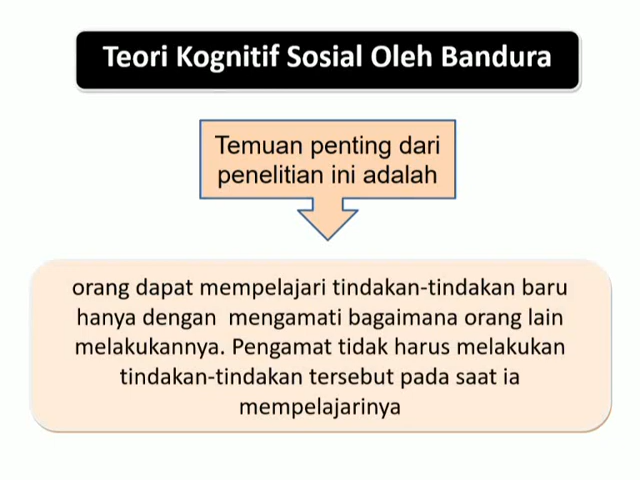 Teori Kognitif Sosial Oleh Bandura
Temuan penting dari
penelitian ini adalah
orang dapat mempelajari tindakan-tindakan baru
hanya dengan mengamati bagaimana orang lain
melakukannya. Pengamat tidak harus melakukan
tindakan-tindakan tersebut pada saat ia
mempelajarinya